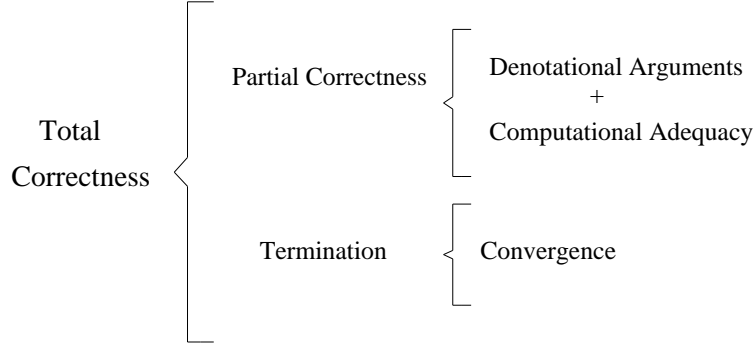 Total
Correctness
Partial Correctness
Denotational Arguments
+
Computational Adequacy
Termination
Convergence